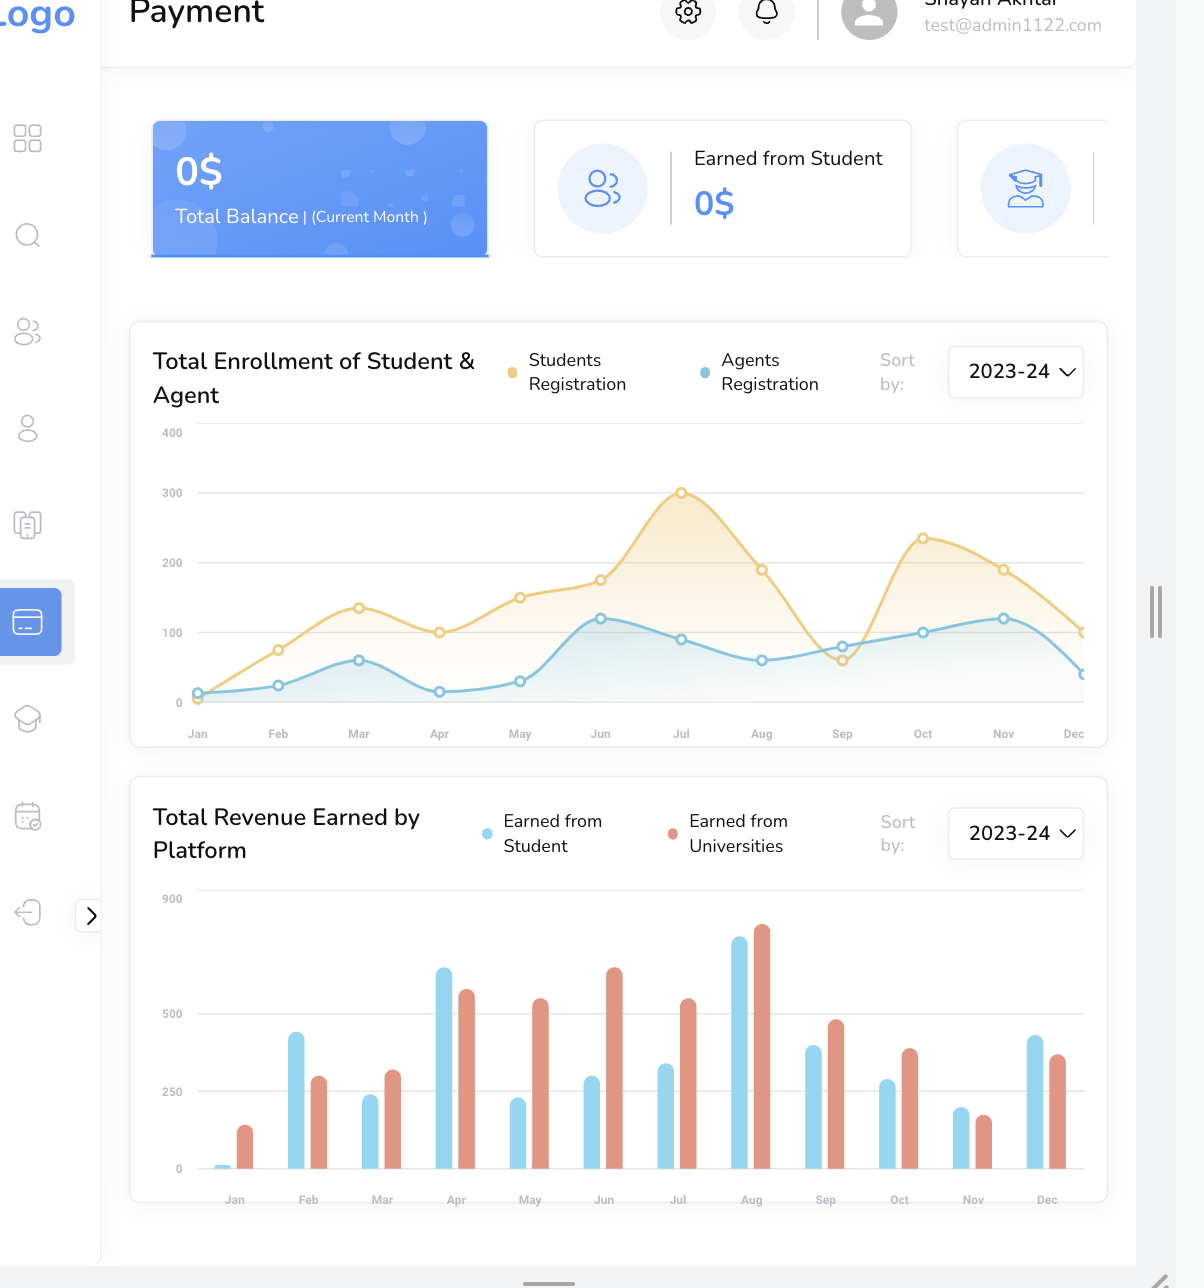 Logo
Payment
Shayan Akhtar
test@admin1122.com
0$
Total Balance | (Current Month )
Earned from Student
0$
Total Enrollment of Student &
Agent
Students
Registration
Agents
Registration
Sort
by:
2023-24
400
300
200
100
0
Jan Feb Mar Apr May Jun Jul Aug Sep Oct Nov Dec
Total Revenue Earned by
Platform
Earned from
Student
Earned from
Universities
Sort
by:
2023-24
900
500
250
0
Jan Feb Mar Apr May Jun Jul Aug Sep Oct Nov Dec